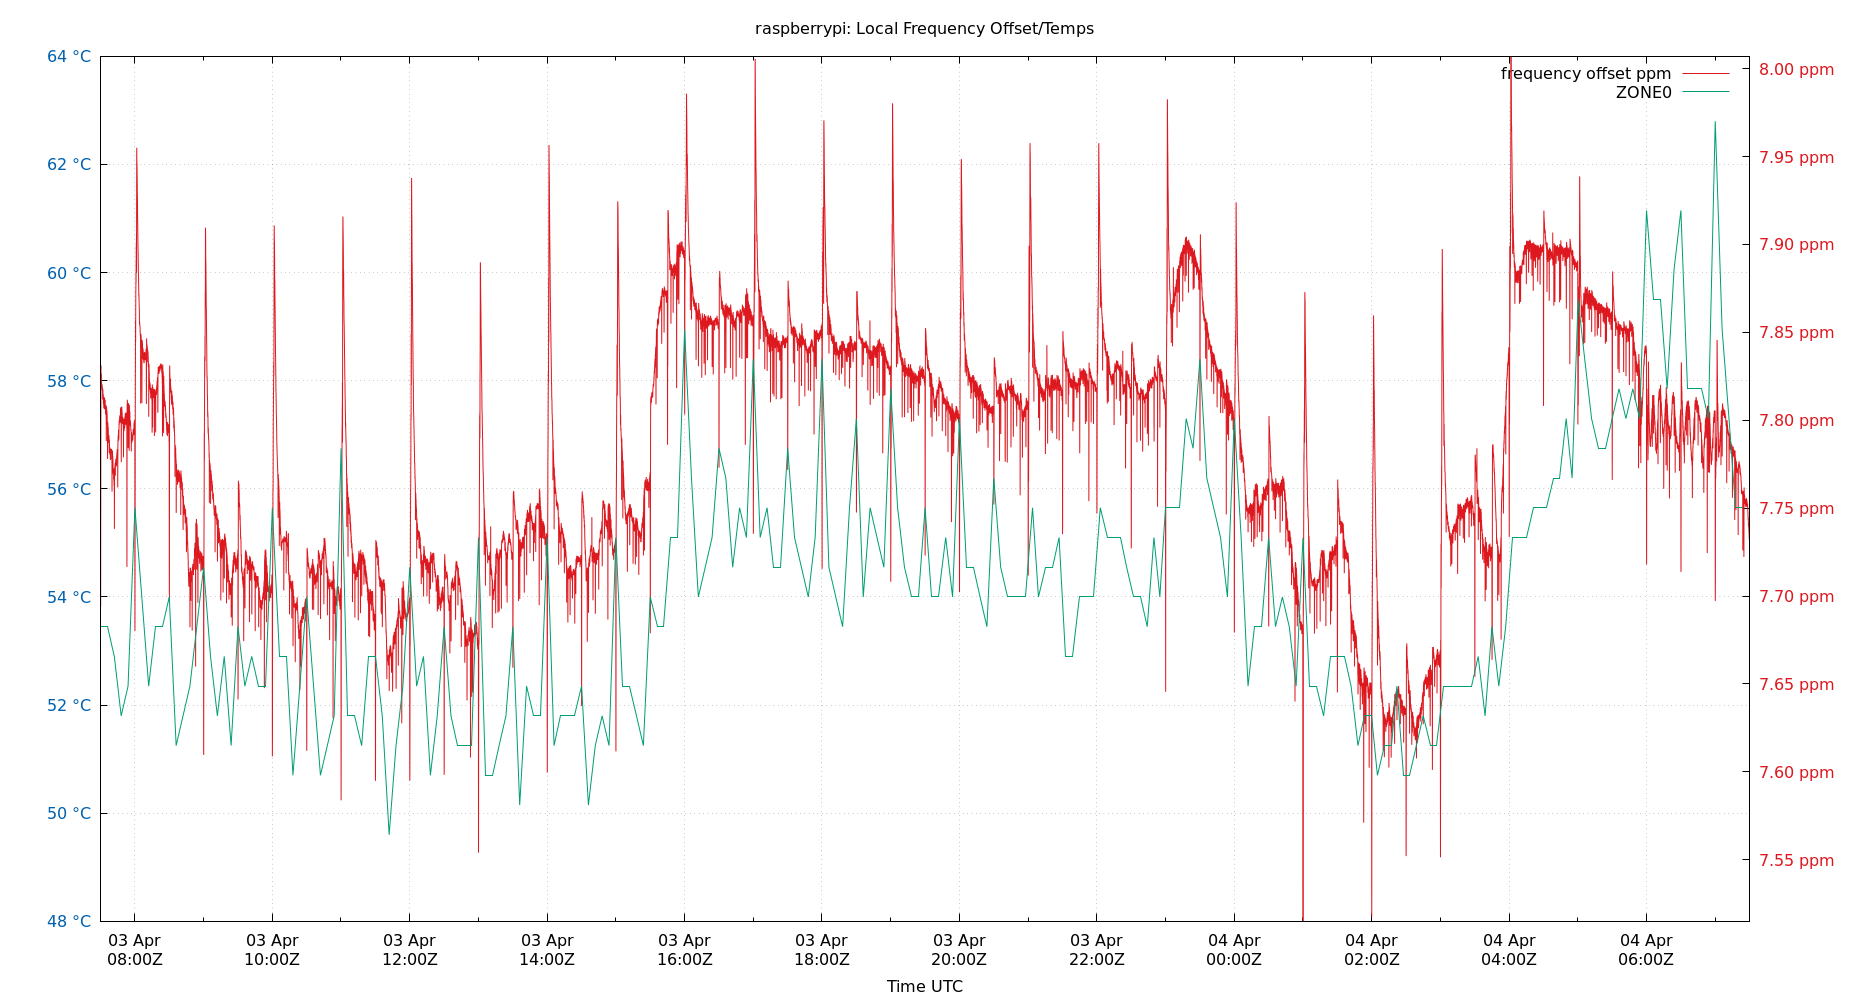 raspberrypi: Local Frequency Offset/Temps
64 °C
62 °C
60 °C
58 °C
56 °C
54 °C
52 °C
50 °C
48 °C
frequency offset ppm
ZONE0
8.00 ppm
7.95 ppm
7.90 ppm
7.85 ppm
7.80 ppm
7.75 ppm
7.70 ppm
7.65 ppm
7.60 ppm
7.55 ppm
03 Apr
08:00Z
03 Apr
10:00Z
03 Apr
12:00Z
03 Apr
14:00Z
03 Apr
16:00Z
03 Apr
18:00Z
03 Apr
20:00Z
03 Apr
22:00Z
04 Apr
00:00Z
04 Apr
02:00Z
04 Apr
04:00Z
04 Apr
06:00Z
Time UTC